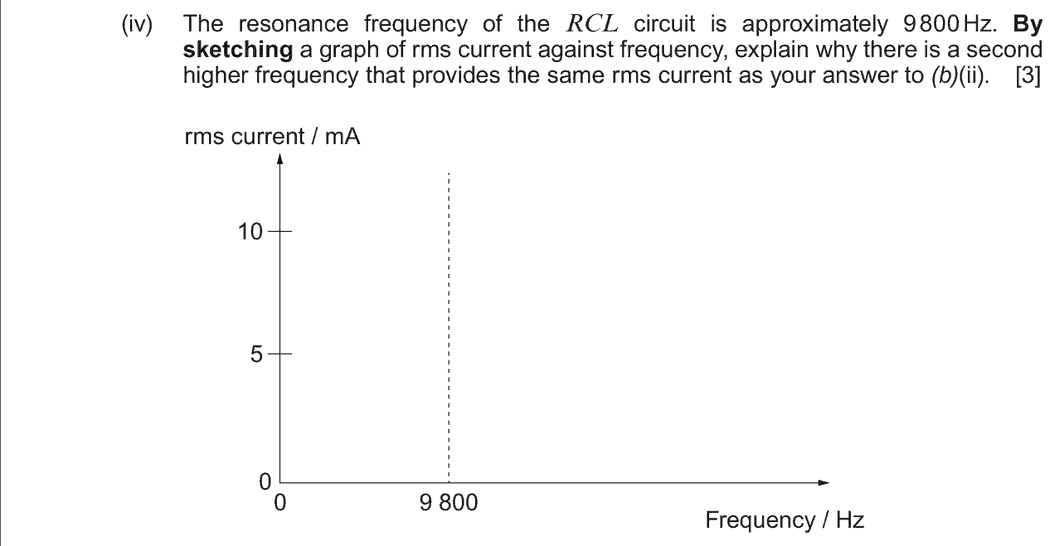 (iv) The resonance frequency of the RCL circuit is approximately 9800 Hz. By
sketching a graph of rms current against frequency, explain why there is a second
higher frequency that provides the same rms current as your answer to (b)(ii). [3]
rms current / mA
10
5
0
0
9 800
Frequency / Hz